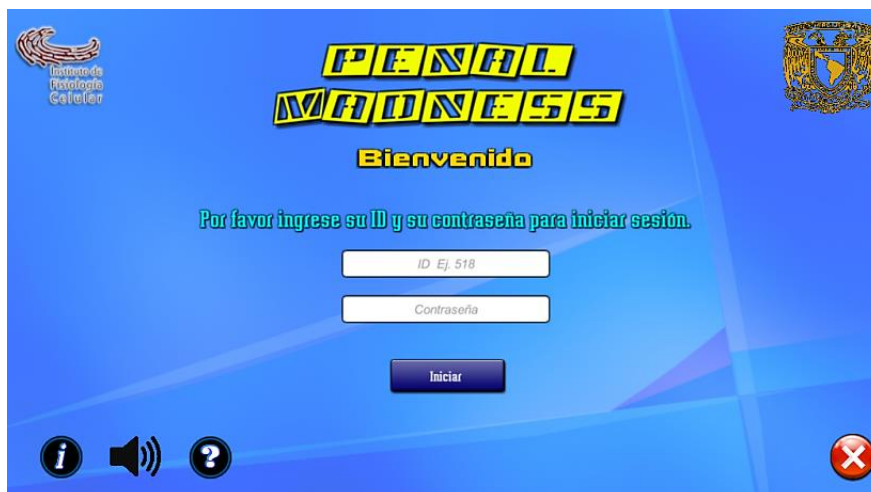 Instituto de
Fisiología
Celular
PENAL
MADNESS
Bienvenido
Por favor ingrese su ID y su contraseña para iniciar sesión.
ID Ej. 518
Contraseña
Iniciar
i
?